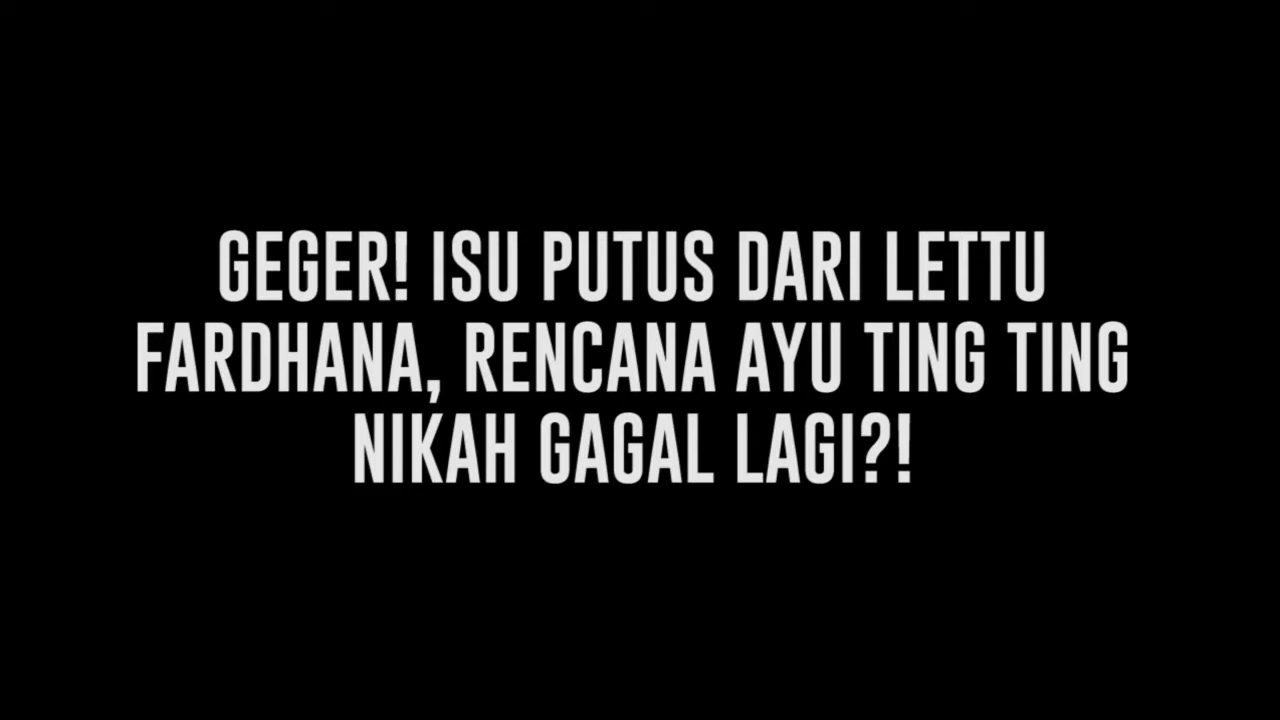 GEGER! ISU PUTUS DARI LETTU
FARDHANA, RENCANA AYU TING TING
NIKAH GAGAL LAGI?!